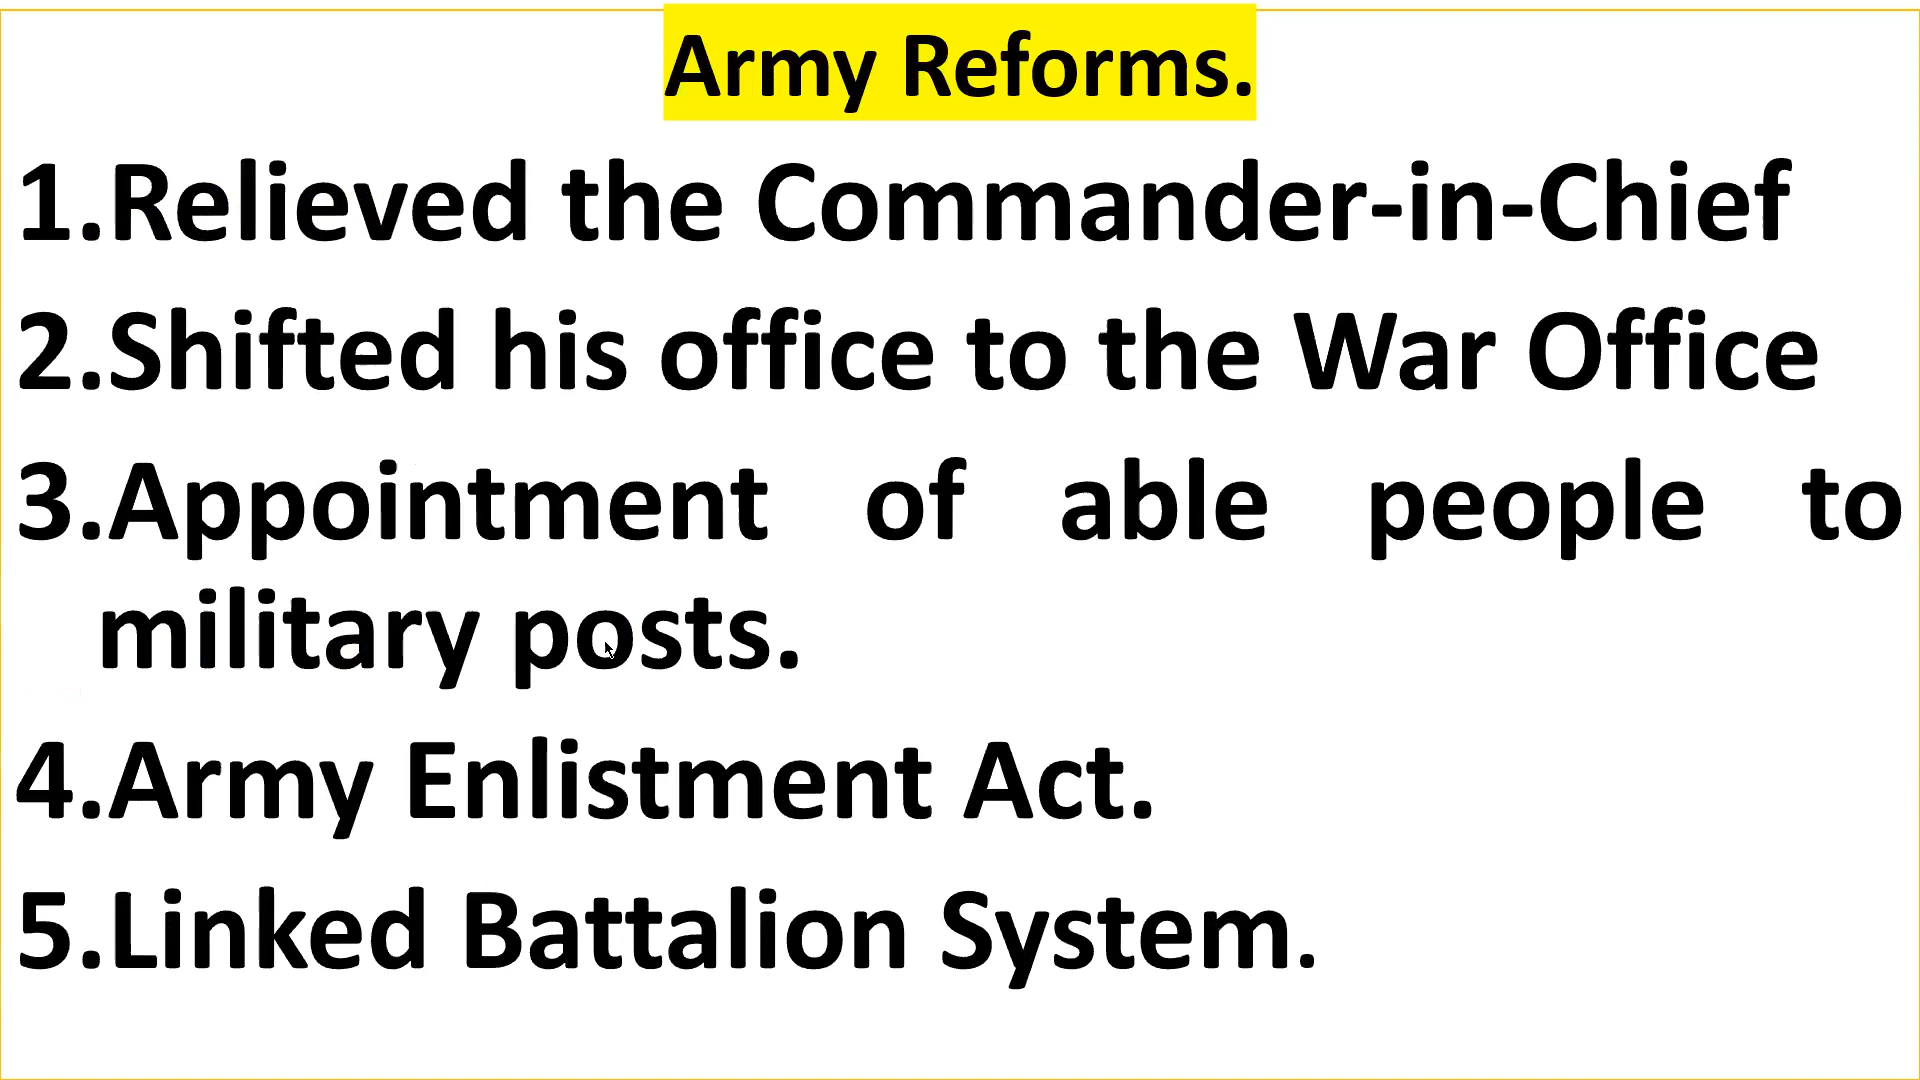 Army Reforms.
1.Relieved the Commander-in-Chief
2.Shifted his office to the War Office
3.Appointment of able people to
military posts.
4.Army Enlistment Act.
5.Linked Battalion System.